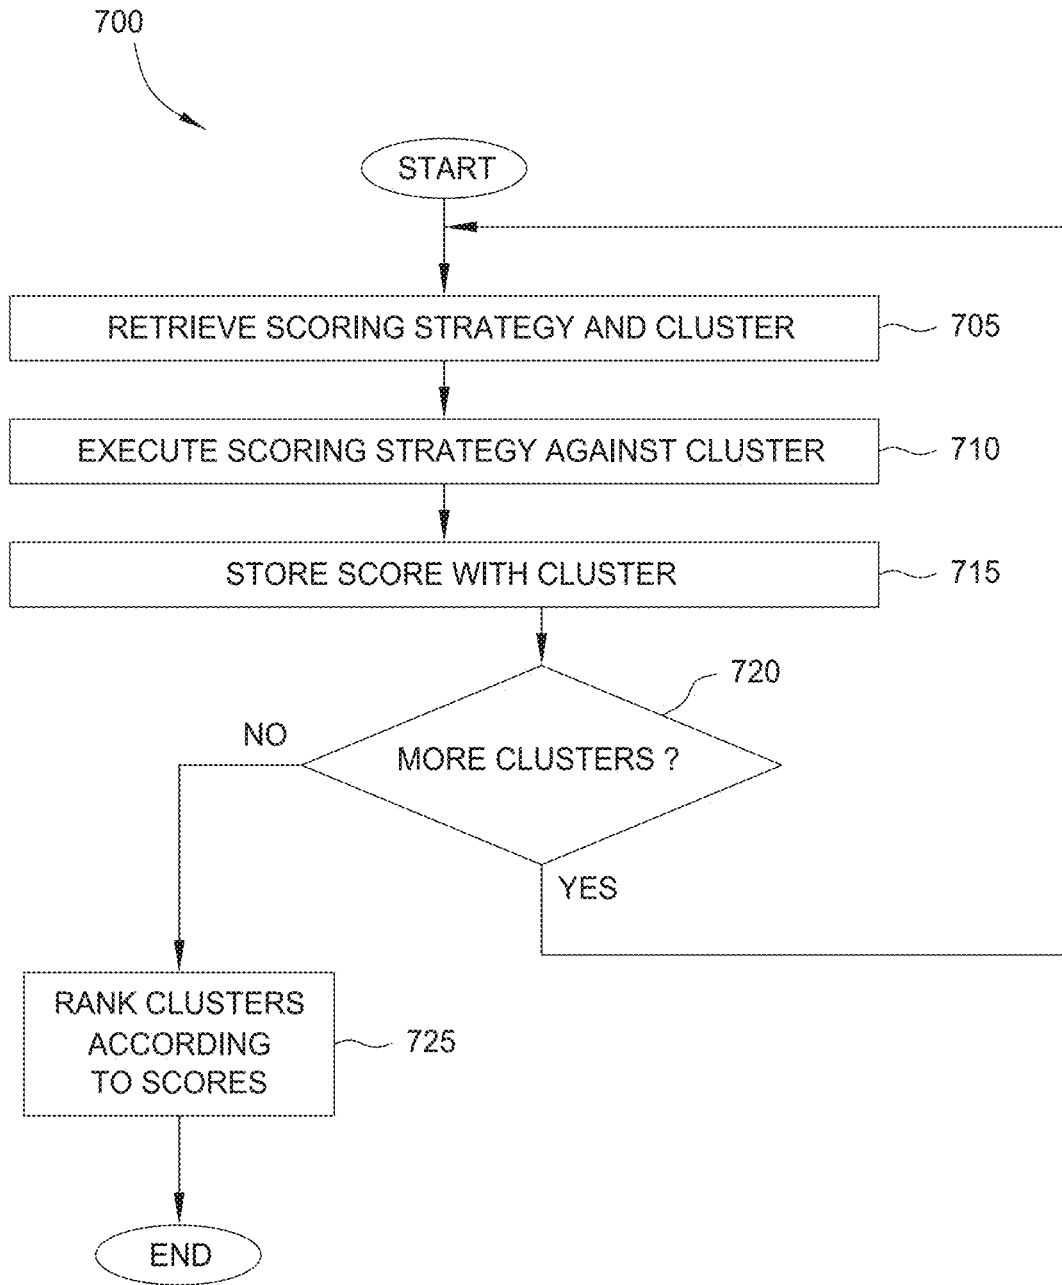 700
START
RETRIEVE SCORING STRATEGY AND CLUSTER
705
EXECUTE SCORING STRATEGY AGAINST CLUSTER
710
STORE SCORE WITH CLUSTER
715
720
MORE CLUSTERS ?
NO
YES
RANK CLUSTERS
ACCORDING
TO SCORES
725
END